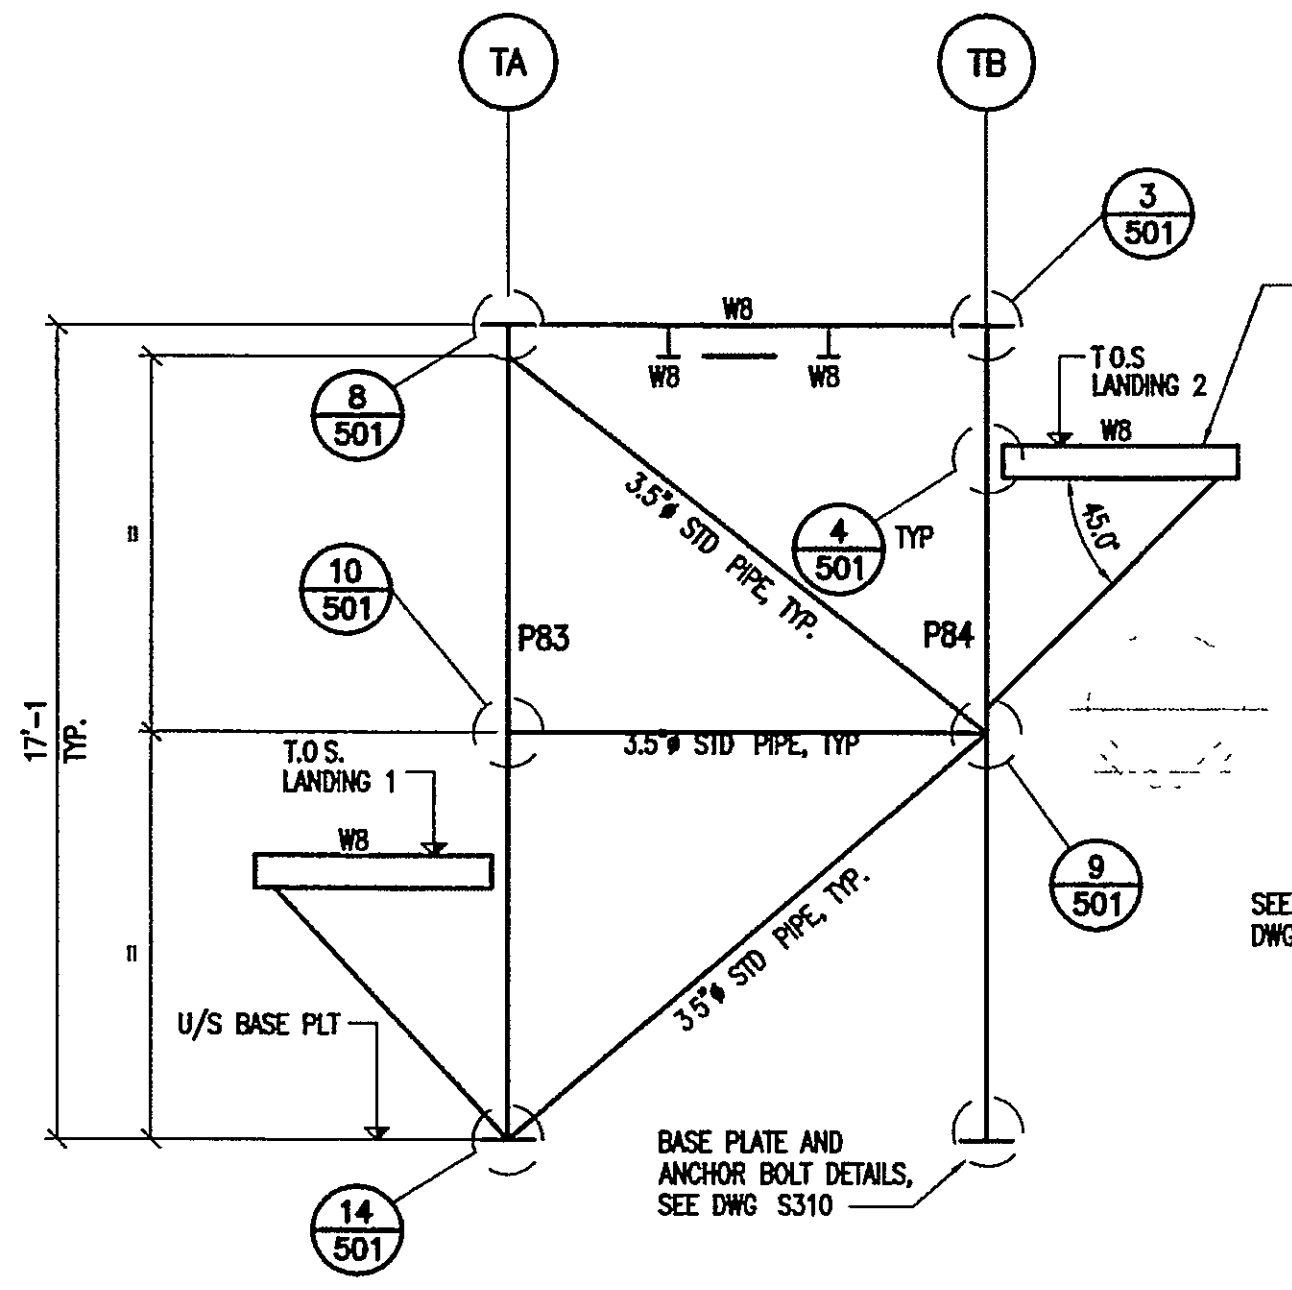 TA
TB
3
501
W8
W8
W8
T.O.S
LANDING 2
W8
8
501
3.5"ø STD PIPE, TYP.
4
501
TYP
45.0°
10
501
P83
P84
17'-1
TYP.
=
3.5"ø STD PIPE, TYP
T.O.S.
LANDING 1
W8
9
501
SEE
DWG
3.5"ø STD PIPE, TYP.
=
U/S BASE PLT
BASE PLATE AND
ANCHOR BOLT DETAILS,
SEE DWG S310
14
501